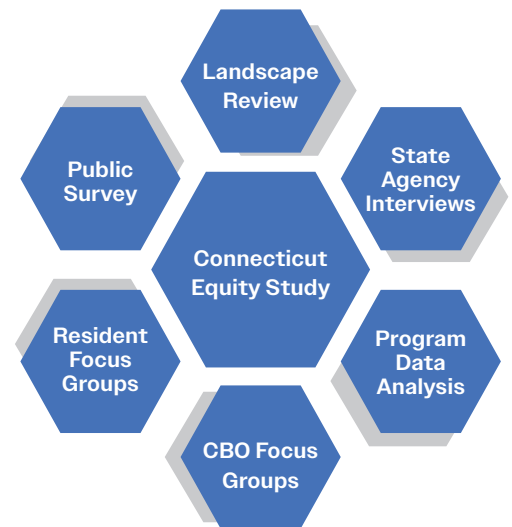 Landscape
Review
State
Agency
Interviews
Program
Data
Analysis
CBO Focus
Groups
Resident
Focus
Groups
Public
Survey
Connecticut
Equity Study